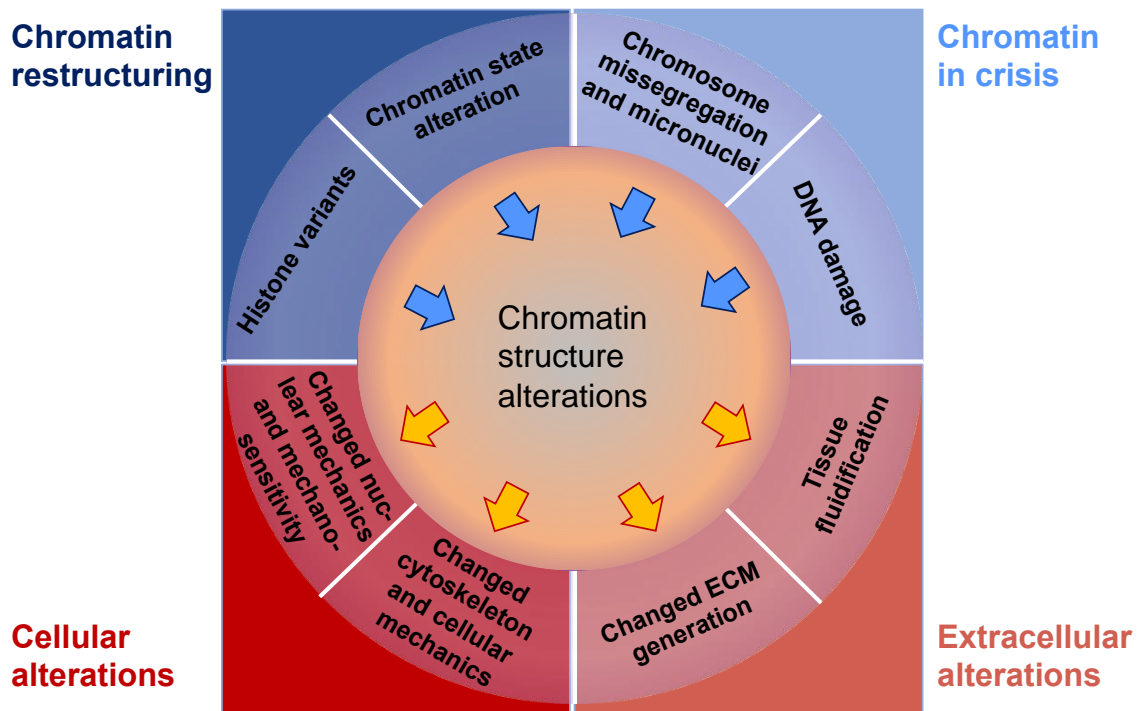 Chromatin
restructuring
Chromatin state
alteration
Histone variants
Chromatin
in crisis
Chromosome
missegregation
and micronuclei
DNA damage
Chromatin
structure
alterations
Changed nuc-
lear mechanics
and mechano-
sensitivity
Changed
cytoskeleton
and cellular
mechanics
Cellular
alterations
Tissue
fluidification
Changed ECM
generation
Extracellular
alterations